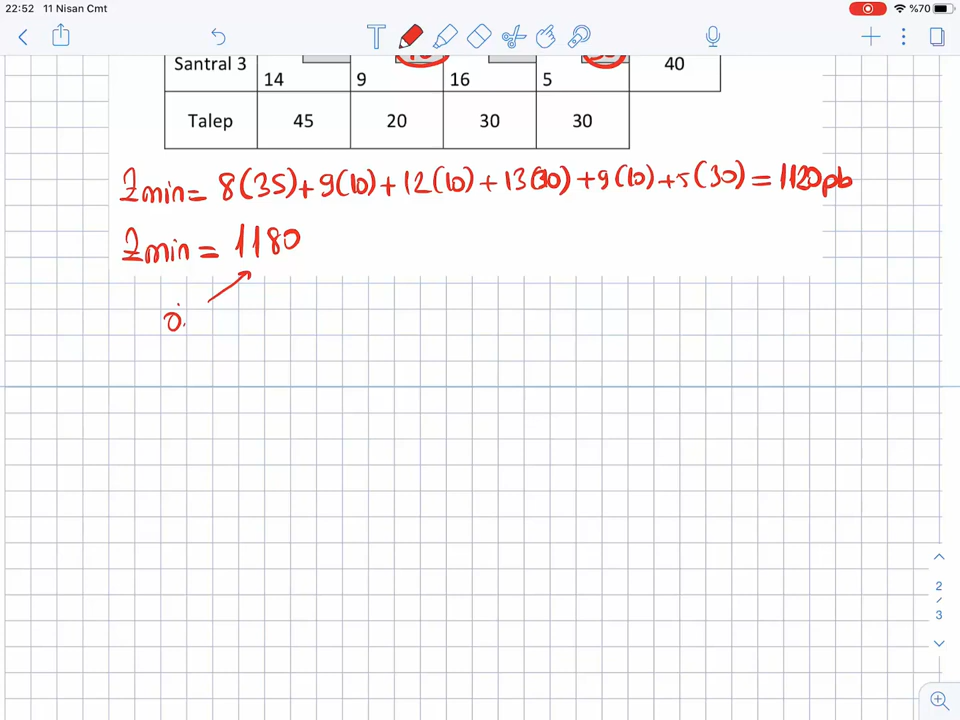 22:52 11 Nisan Cmt %70
Santral 3 14 9 16 5 40
Talep 45 20 30 30
Zmin= 8(35)+9(10)+12(10)+13(30)+9(10)+5(30)=1120pb
Zmin= 1180
2
3